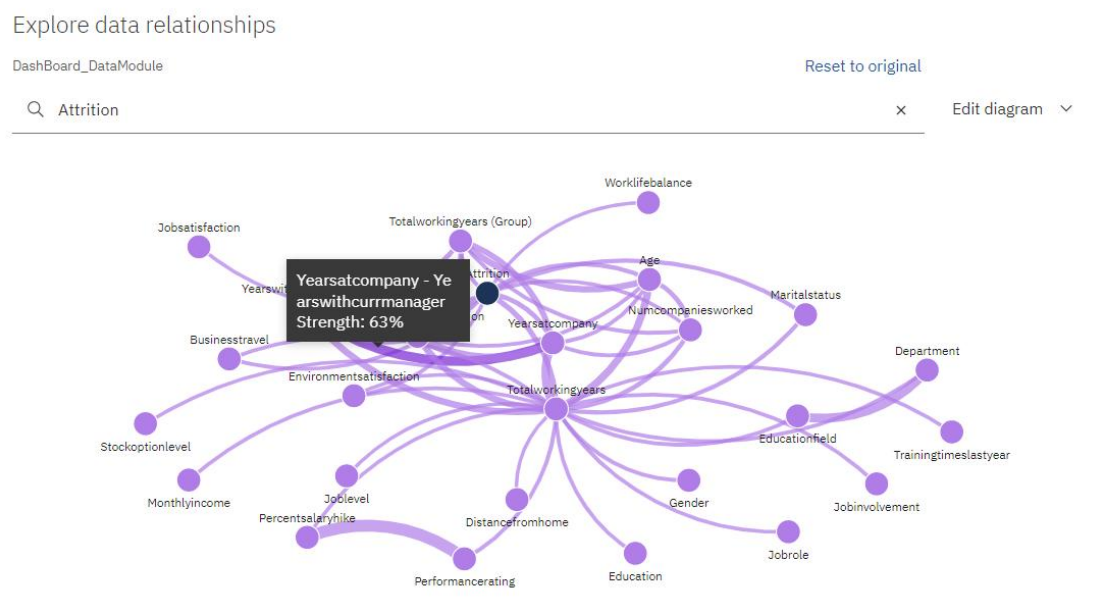 Explore data relationships
DashBoard_DataModule
Reset to original
Attrition
Edit diagram
Worklifebalance
Totalworkingyears (Group)
Jobsatisfaction
Age
Yearsatcompany - Ye
arswithcurrmanager
Strength: 63%
Maritalstatus
Numcompaniesworked
Yearsatcompany
Businesstravel
Department
Environmentsatisfaction
Totalworkingyears
Educationfield
Stockoptionlevel
Trainingtimeslastyear
Joblevel
Monthlyincome
Gender
Jobinvolvement
Percentsalaryhike
Distancefromhome
Jobrole
Performancerating
Education